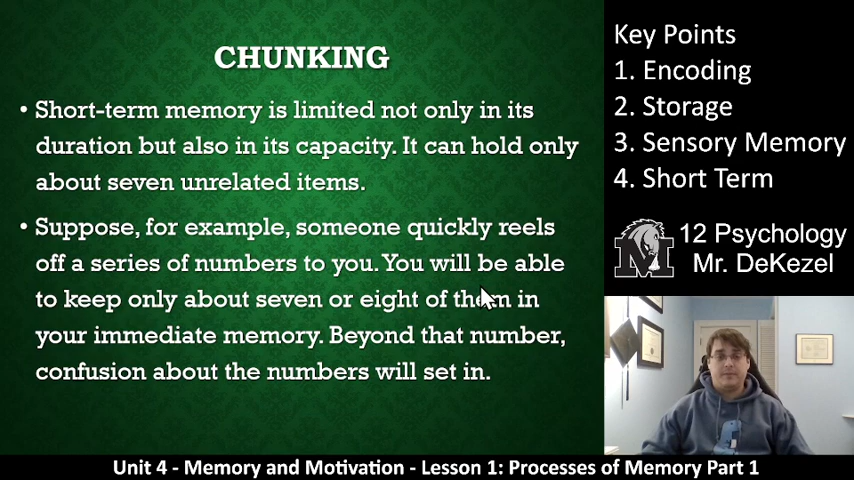 CHUNKING
• Short-term memory is limited not only in its
duration but also in its capacity. It can hold only
about seven unrelated items.
• Suppose, for example, someone quickly reels
off a series of numbers to you. You will be able
to keep only about seven or eight of them in
your immediate memory. Beyond that number,
confusion about the numbers will set in.
Key Points
1. Encoding
2. Storage
3. Sensory Memory
4. Short Term
M
12 Psychology
Mr. DeKezel
Unit 4 - Memory and Motivation - Lesson 1: Processes of Memory Part 1